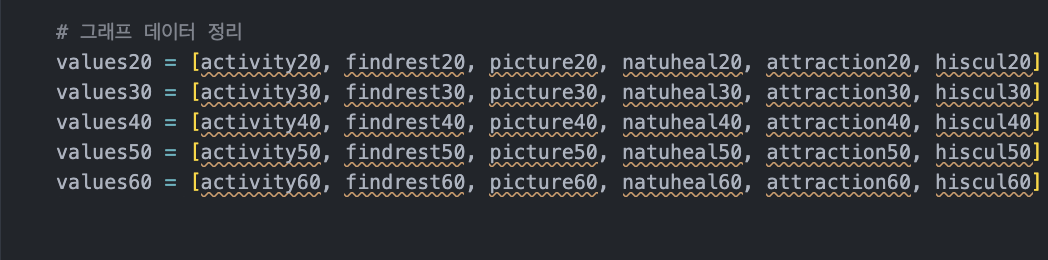 # 그래프 데이터 정리
values20 = [activity20, findrest20, picture20, natuheal20, attraction20, hiscul20]
values30 = [activity30, findrest30, picture30, natuheal30, attraction30, hiscul30]
values40 = [activity40, findrest40, picture40, natuheal40, attraction40, hiscul40]
values50 = [activity50, findrest50, picture50, natuheal50, attraction50, hiscul50]
values60 = [activity60, findrest60, picture60, natuheal60, attraction60, hiscul60]